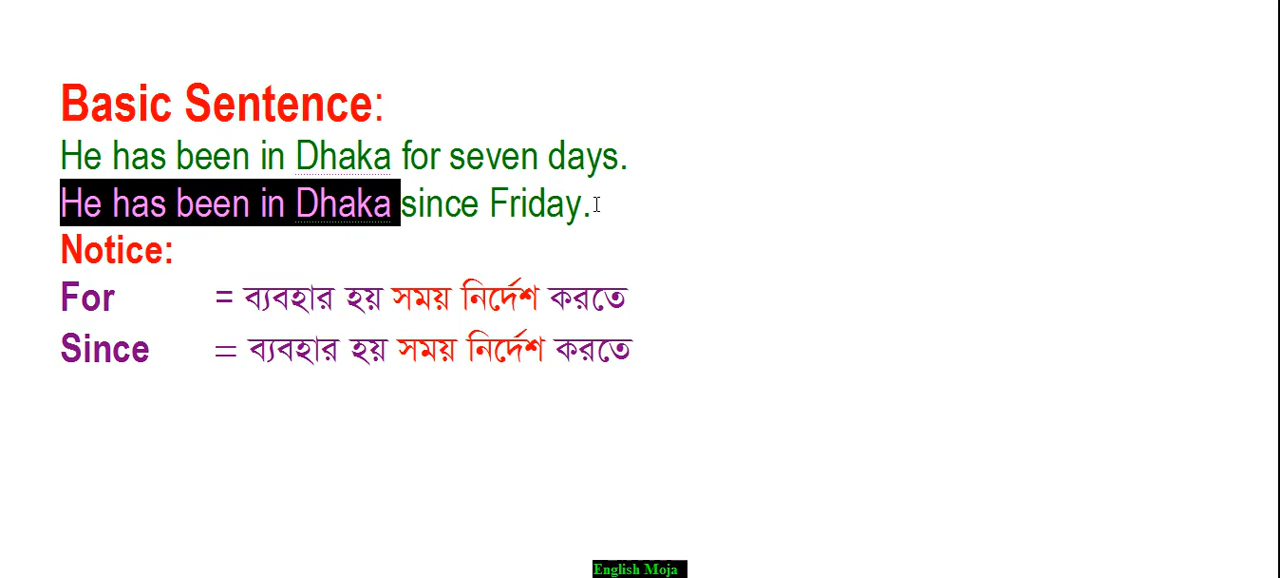 Basic Sentence:
He has been in Dhaka for seven days.
He has been in Dhaka since Friday.
Notice:
For = ব্যবহার হয় সময় নির্দেশ করতে
Since = ব্যবহার হয় সময় নির্দেশ করতে
English Moja